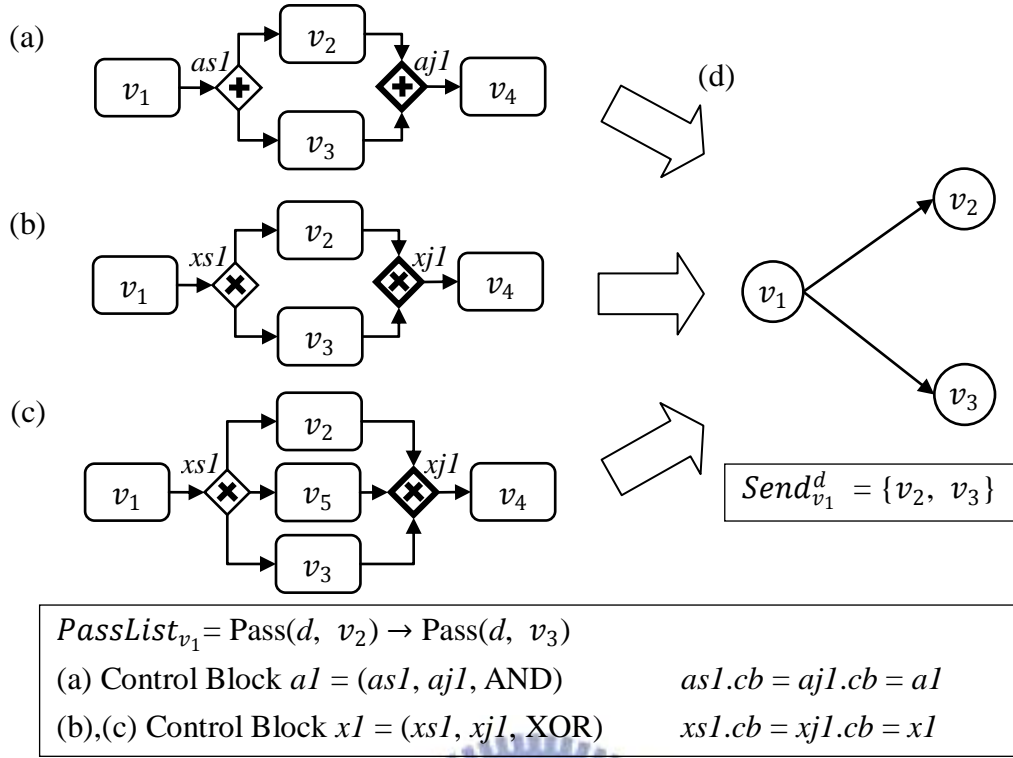 (a)
v₁
as1
v₂
v₃
aj1
v₄
(b)
v₁
xs1
v₂
v₃
xj1
v₄
(c)
v₁
xs1
v₂
v₅
v₃
xj1
v₄
(d)
v₁
v₂
v₃
Send_{v₁}^{d} = {v₂, v₃}
PassList_{v₁}= Pass(d, v₂) → Pass(d, v₃)
(a) Control Block a1 = (as1, aj1, AND) as1.cb = aj1.cb = a1
(b),(c) Control Block x1 = (xs1, xj1, XOR) xs1.cb = xj1.cb = x1